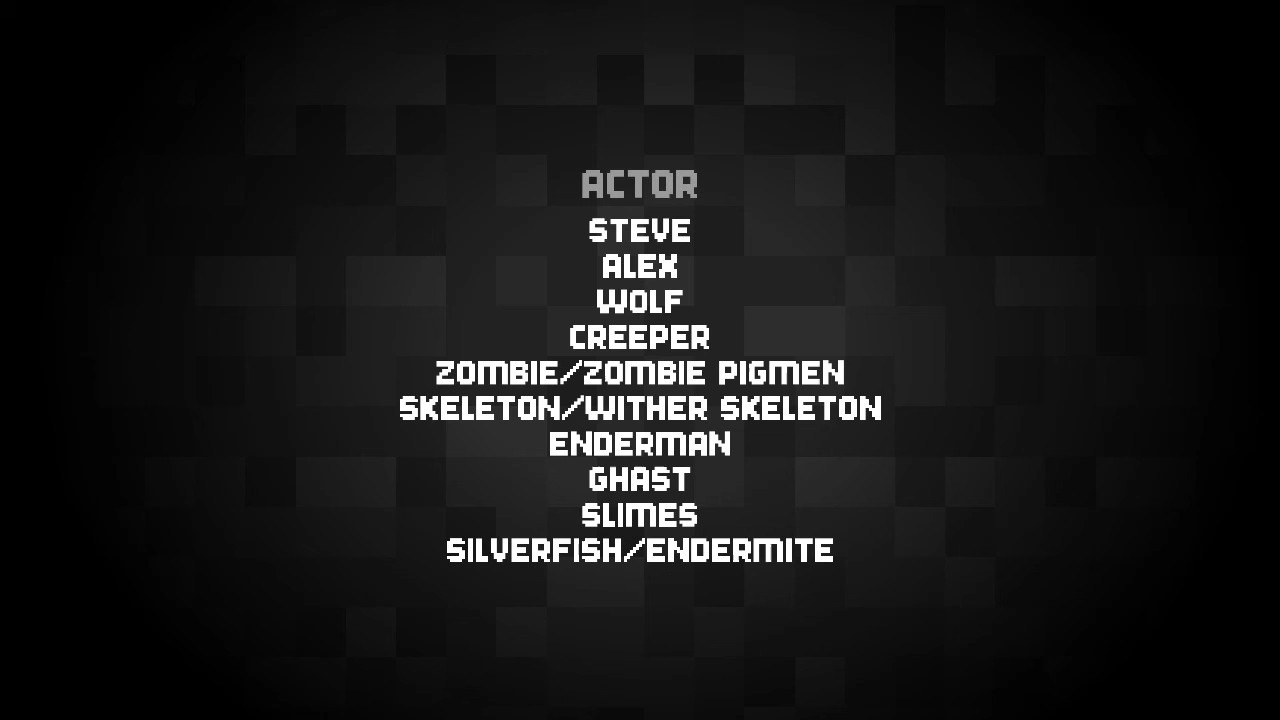 ACTOR
STEVE
ALEX
WOLF
CREEPER
ZOMBIE/ZOMBIE PIGMEN
SKELETON/WITHER SKELETON
ENDERMAN
GHAST
SLIMES
SILVERFISH/ENDERMITE